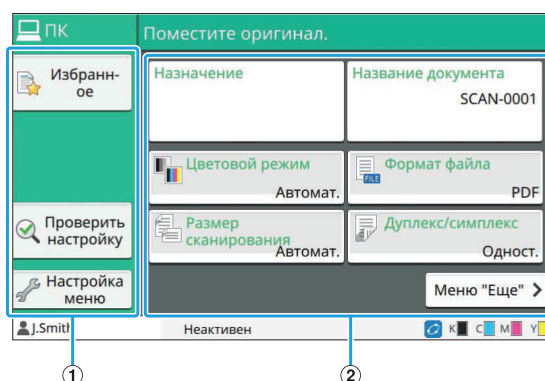 ПК
Поместите оригинал.
Избранн-
ое
Проверить
настройку
Настройка
меню
Назначение
Название документа
SCAN-0001
Цветовой режим
Автомат.
Формат файла
FILE
PDF
Размер
сканирования
Автомат.
Дуплекс/симплекс
Одност.
Меню "Еще"
J.Smith
Неактивен
K C M Y
1
2